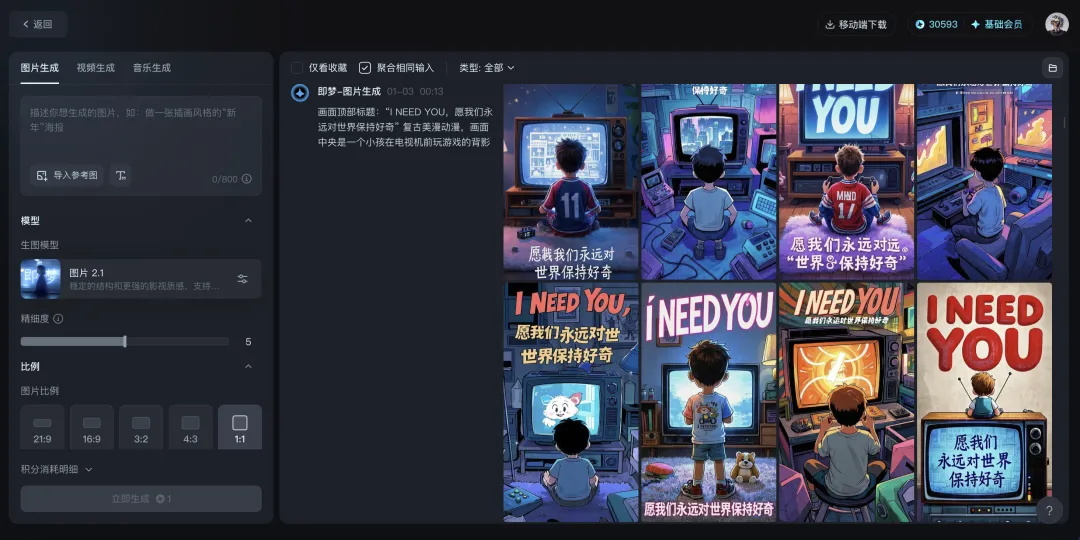 返回
移动端下载
30593
基础会员
图片生成
视频生成
音乐生成
描述你想生成的图片，如：做一张插画风格的“新
年”海报
导入参考图
0/800
模型
生图模型
即梦
图片 2.1
稳定的结构和更强的影视质感，支持...
精细度
5
比例
图片比例
21:9
16:9
3:2
4:3
1:1
积分消耗明细
立即生成
1
仅看收藏
聚合相同输入
类型: 全部
即梦-图片生成
01-03 00:13
画面顶部标题：“I NEED YOU，愿我们永
远对世界保持好奇” 复古美漫动漫，画面
中央是一个小孩在电视机前玩游戏的背影
11
愿我们永远对
世界保持好奇
保持好奇
I NEED
YOU
愿我们永远对远
“世界 保持好奇”
I NEED YOU,
愿我们永远对世
世界保持好奇
I NEED YOU
愿我们永远对世界保持好奇
I NEED YOU
愿我们永远对世界保持好奇
I NEED
YOU
愿我们
永远对世界
保持好奇
?